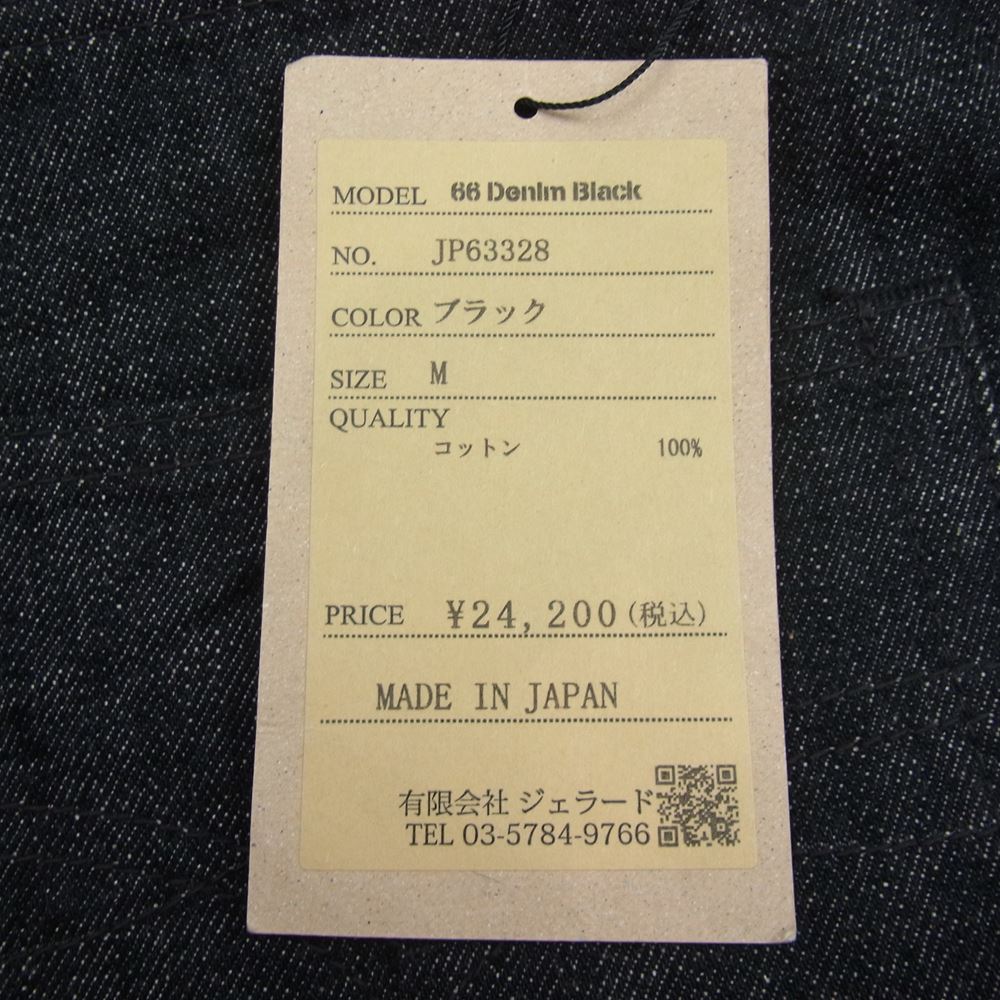 MODEL 66 Denim Black
NO. JP63328
COLOR ブラック
SIZE M
QUALITY
コットン 100%
PRICE ¥24,200(税込)
MADE IN JAPAN
有限会社 ジェラード
TEL 03-5784-9766